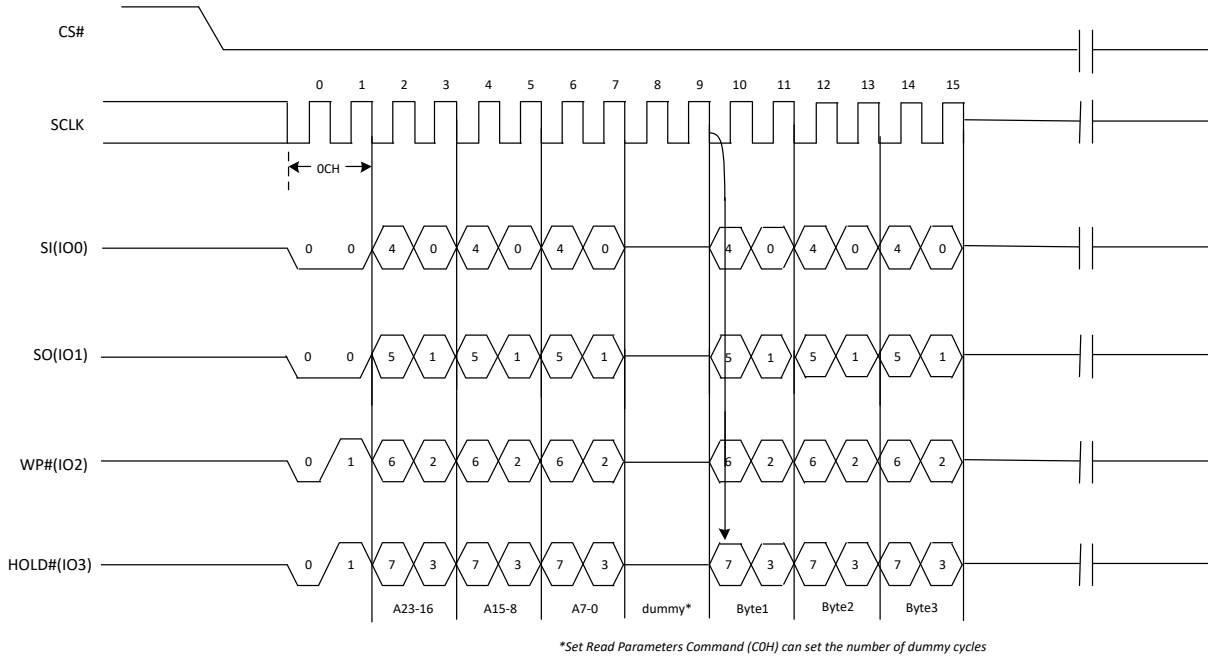 CS#
0 1 2 3 4 5 6 7 8 9 10 11 12 13 14 15
SCLK
0CH
SI(IO0) 0 0 4 0 4 0 4 0 4 0 4 0 4 0
SO(IO1) 0 0 5 1 5 1 5 1 5 1 5 1 5 1
WP#(IO2) 0 1 6 2 6 2 6 2 6 2 6 2 6 2
HOLD#(IO3) 0 1 7 3 7 3 7 3 7 3 7 3 7 3
A23-16 A15-8 A7-0 dummy* Byte1 Byte2 Byte3
*Set Read Parameters Command (C0H) can set the number of dummy cycles